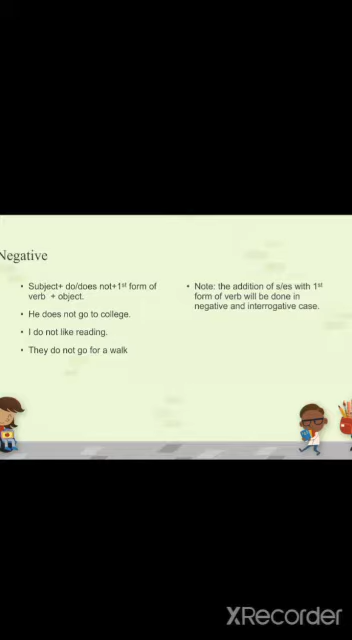 Negative
• Subject+ do/does not+1st form of
verb + object.
• He does not go to college.
• I do not like reading.
• They do not go for a walk
• Note: the addition of s/es with 1st
form of verb will be done in
negative and interrogative case.
XRecorder